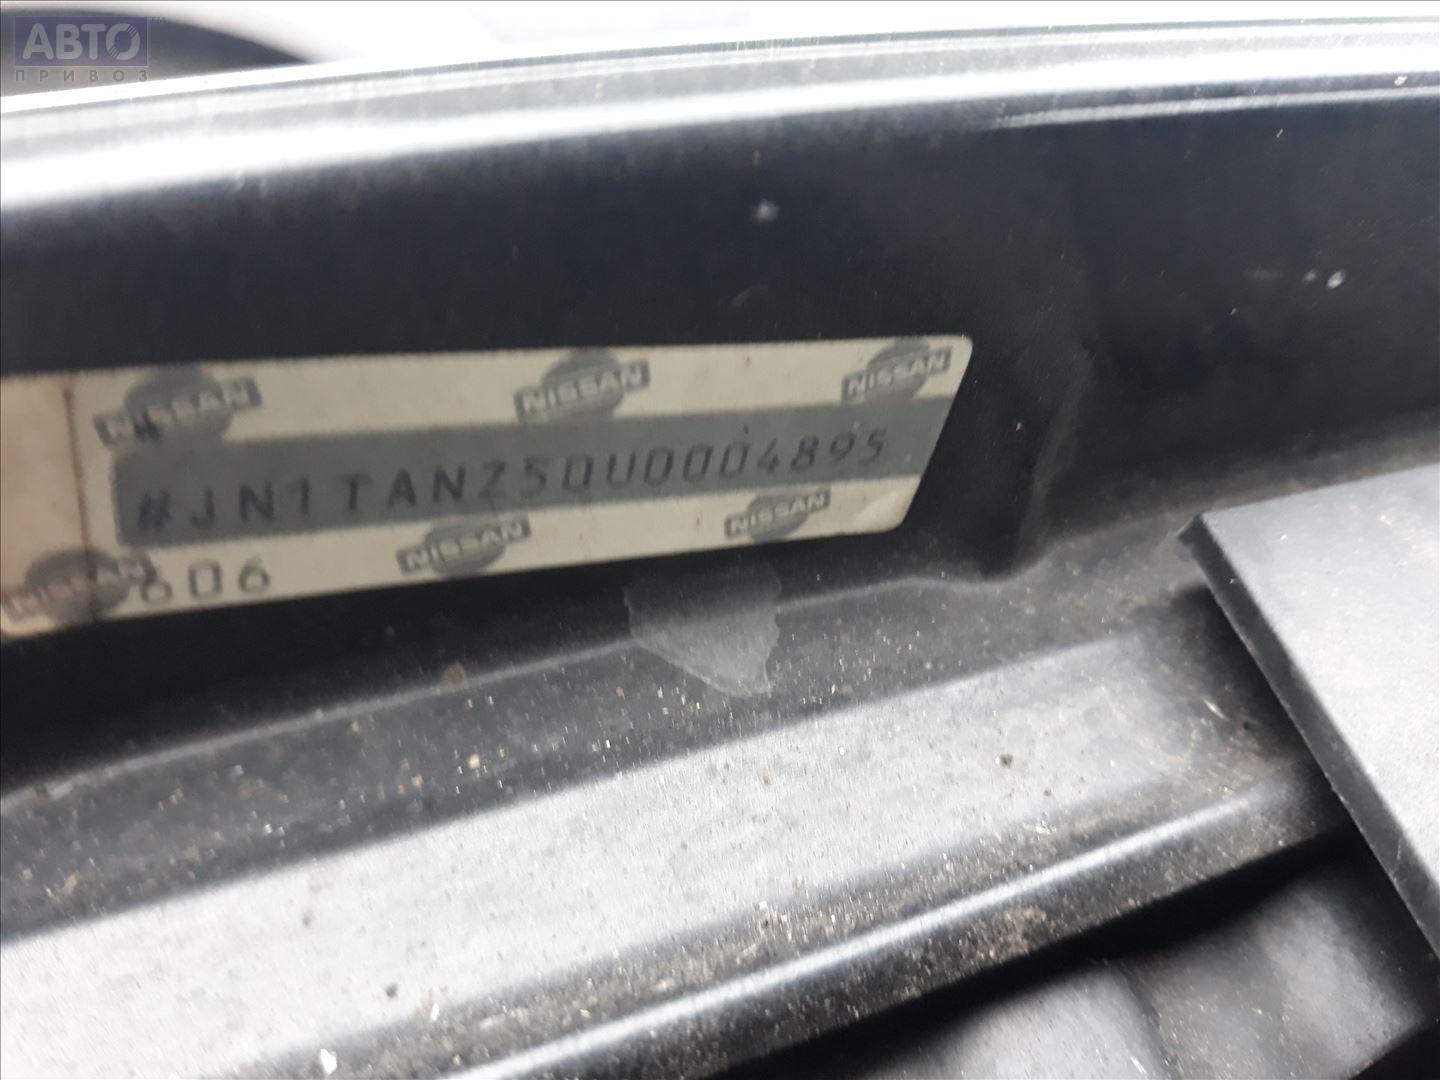 АВТО
ПРИВОЗ
NISSAN NISSAN NISSAN
#JN1TANZ50U0004895
NISSAN NISSAN NISSAN
606